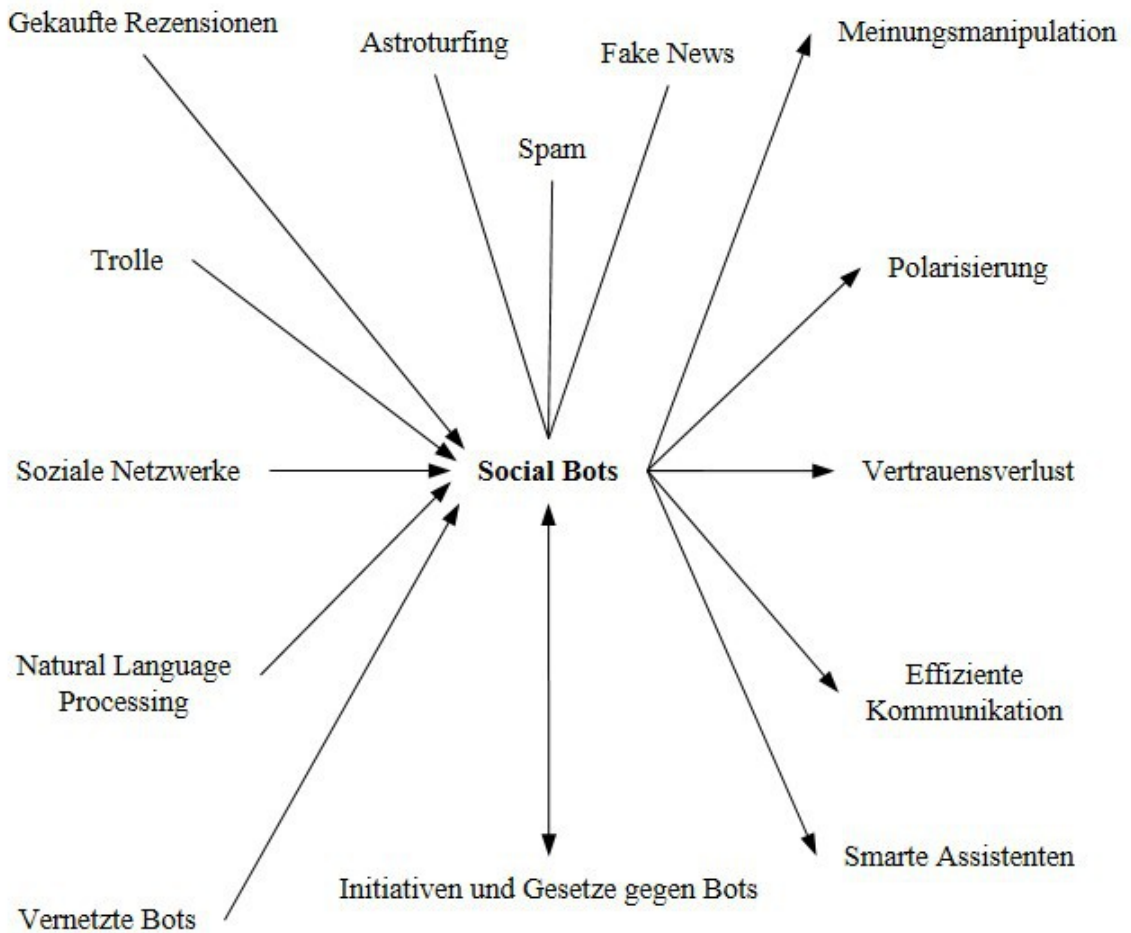 Gekaufte Rezensionen
Astroturfing
Fake News
Meinungsmanipulation
Spam
Trolle
Polarisierung
Soziale Netzwerke
Social Bots
Vertrauensverlust
Natural Language
Processing
Effiziente
Kommunikation
Smarte Assistenten
Initiativen und Gesetze gegen Bots
Vernetzte Bots